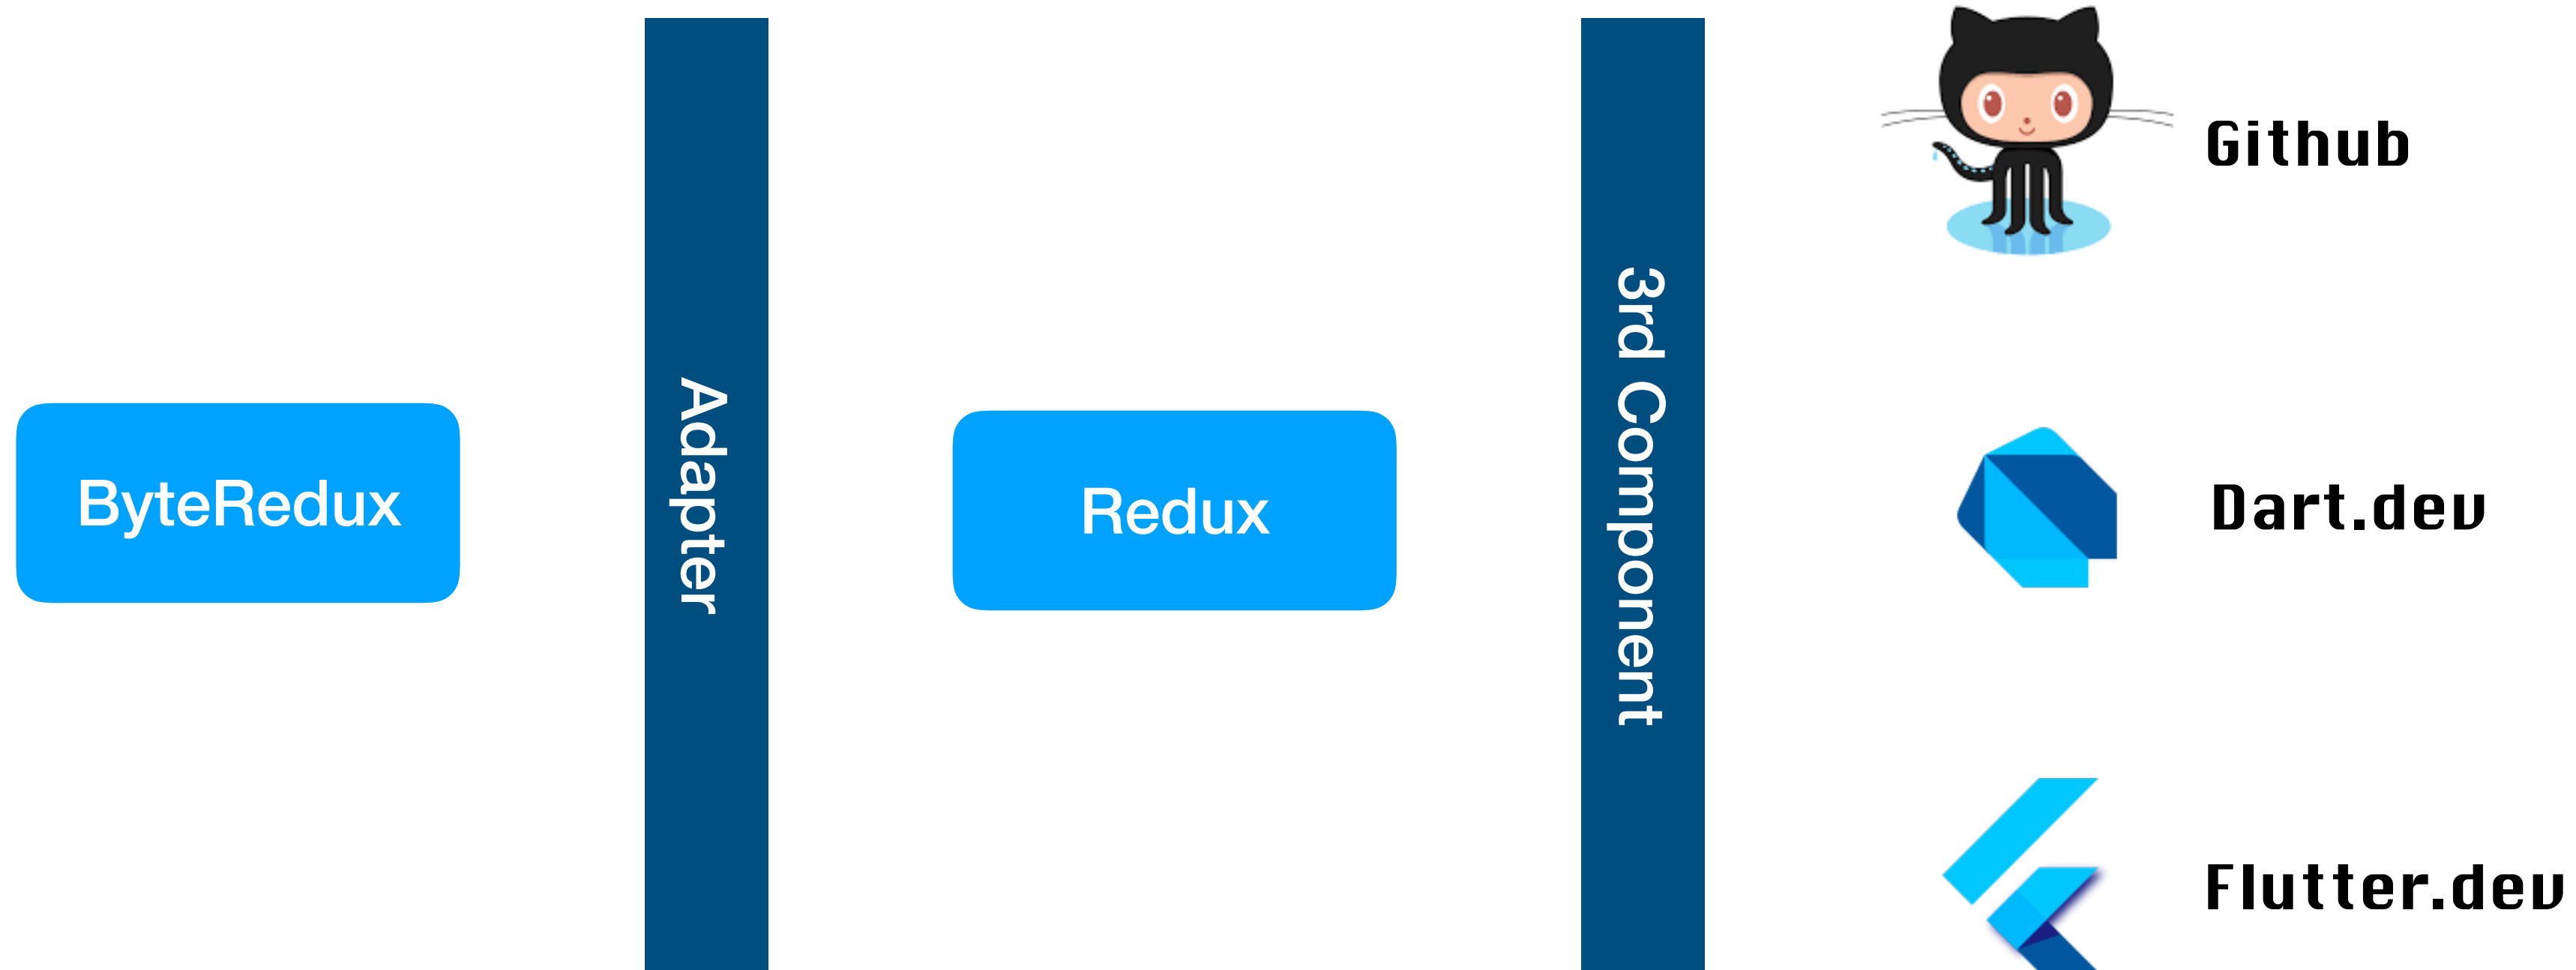 ByteRedux
Adapter
Redux
3rd Component
Github
Dart.dev
Flutter.dev